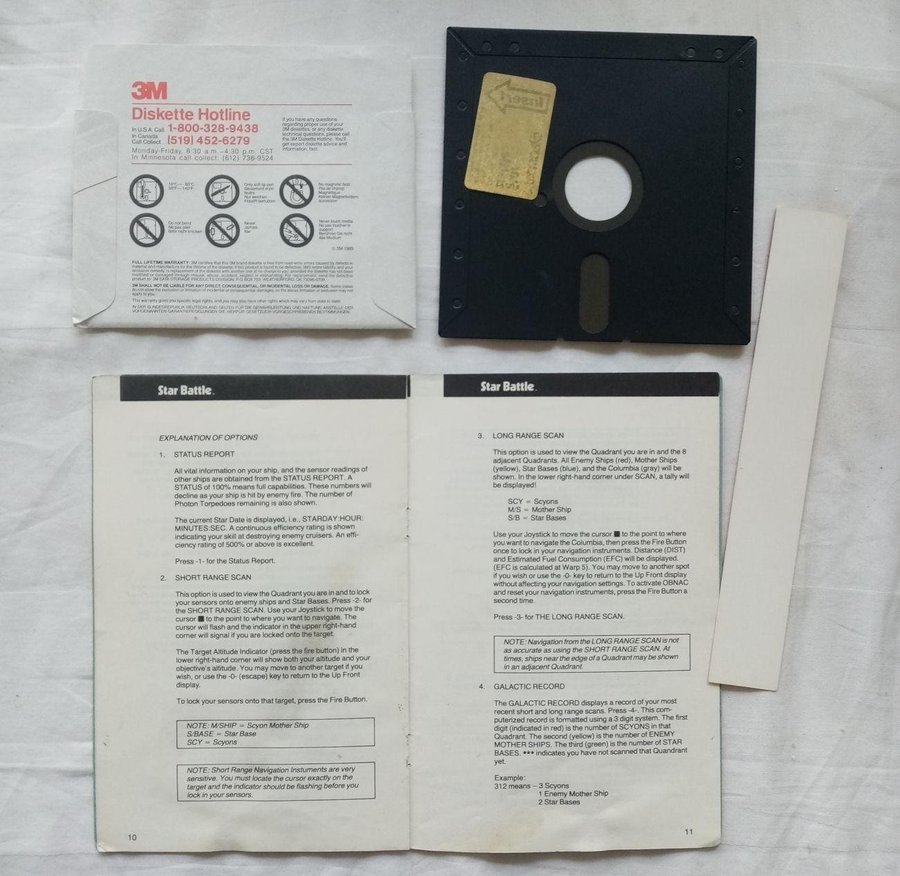 3M
Diskette Hotline
In U.S.A. Call 1-800-328-9438
In Canada
Call Collect (519) 452-6279
Monday-Friday, 8:30 a.m.-4:30 p.m. CST
In Minnesota call collect: (612) 736-9524
If you have any questions
regarding proper use of your
3M diskettes, or any diskette
technical questions, please call
the 3M Diskette Hotline. You'll
get expert diskette advice and
information, fast.
Do not bend
Never
© 3M 1985
Insert
Star Battle
EXPLANATION OF OPTIONS
1. STATUS REPORT
All vital information on your ship, and the sensor readings of
other ships are obtained from the STATUS REPORT. A
STATUS of 100% means full capabilities. These numbers will
decline as your ship is hit by enemy fire. The number of
Photon Torpedoes remaining is also shown.
The current Star Date is displayed, i.e., STARDAY:HOUR:
MINUTES:SEC. A continuous efficiency rating is shown
indicating your skill at destroying enemy cruisers. An effi-
ciency rating of 500% or above is excellent.
Press -1- for the Status Report.
2. SHORT RANGE SCAN
This option is used to view the Quadrant you are in and to lock
your sensors onto enemy ships and Star Bases. Press -2- for
the SHORT RANGE SCAN. Use your Joystick to move the
cursor ■ to the point to where you want to navigate. The
cursor will flash and the indicator in the upper right-hand
corner will signal if you are locked onto the target.
The Target Altitude Indicator (press the fire button) in the
lower right-hand corner will show both your altitude and your
objective's altitude. You may move to another target if you
wish, or use the -0- (escape) key to return to the Up Front
display.
To lock your sensors onto that target, press the Fire Button.
NOTE: M/SHIP = Scyon Mother Ship
S/BASE = Star Base
SCY = Scyons
NOTE: Short Range Navigation Instuments are very
sensitive. You must locate the cursor exactly on the
target and the indicator should be flashing before you
lock in your sensors.
10
Star Battle
3. LONG RANGE SCAN
This option is used to view the Quadrant you are in and the 8
adjacent Quadrants. All Enemy Ships (red), Mother Ships
(yellow), Star Bases (blue), and the Columbia (gray) will be
shown. In the lower right-hand corner under SCAN, a tally will
be displayed!
SCY = Scyons
M/S = Mother Ship
S/B = Star Bases
Use your Joystick to move the cursor ■ to the point to where
you want to navigate the Columbia, then press the Fire Button
once to lock in your navigation instruments. Distance (DIST)
and Estimated Fuel Consumption (EFC) will be displayed.
(EFC is calculated at Warp 5). You may move to another spot
if you wish or use the -0- key to return to the Up Front display
without affecting your navigation settings. To activate OBNAC
and reset your navigation instruments, press the Fire Button a
second time.
Press -3- for THE LONG RANGE SCAN.
NOTE: Navigation from the LONG RANGE SCAN is not
as accurate as using the SHORT RANGE SCAN. At
times, ships near the edge of a Quadrant may be shown
in an adjacent Quadrant.
4. GALACTIC RECORD
The GALACTIC RECORD displays a record of your most
recent short and long range scans. Press -4-. This com-
puterized record is formatted using a 3 digit system. The first
digit (indicated in red) is the number of SCYONS in that
Quadrant. The second (yellow) is the number of ENEMY
MOTHER SHIPS. The third (green) is the number of STAR
BASES. *** indicates you have not scanned that Quandrant
yet.
Example:
312 means – 3 Scyons
1 Enemy Mother Ship
2 Star Bases
11